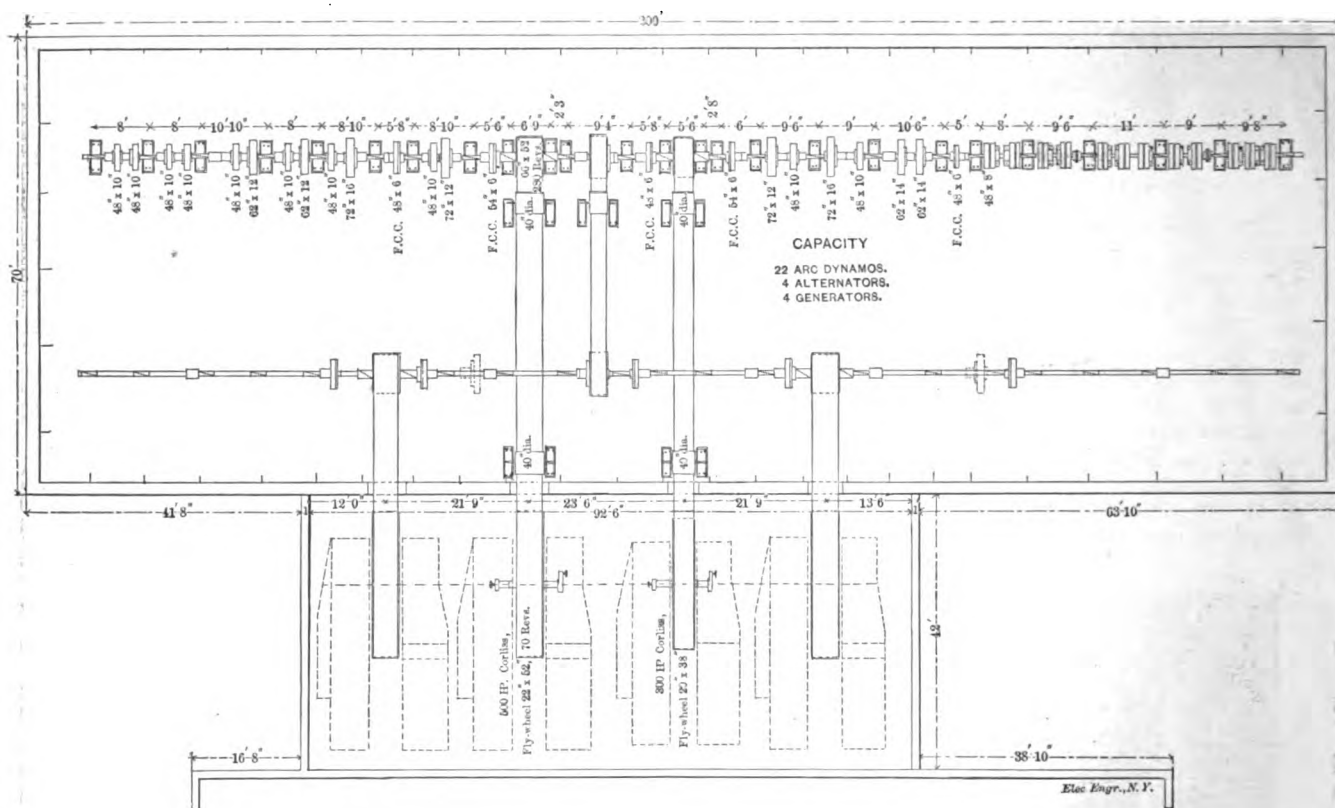 300'
8' 8' 10'10" 8' 8'10" 5'8" 8'10" 5'6" 6'9" 2'3" 9'4" 5'8" 5'6" 2'8" 6' 9'6" 9' 10'6" 5' 8' 9'6" 11' 9' 9'8"
48" x 10"
48" x 10"
48" x 10"
48" x 10"
48" x 10"
62" x 12"
48" x 10"
62" x 12"
72" x 16"
F.C.C. 48" x 6"
48" x 10"
72" x 12"
F.C.C. 54" x 6"
x 52
280 Revs.
40" dia.
F.C.C. 48" x 6"
40" dia.
F.C.C. 54" x 6"
72" x 12"
48" x 10"
72" x 16"
48" x 10"
62" x 14"
62" x 14"
F.C.C. 48" x 6"
48" x 8"
CAPACITY
22 ARC DYNAMOS.
4 ALTERNATORS.
4 GENERATORS.
70'
40" dia.
40" dia.
12'0" 21'9" 23'6" 21'9" 13'6
41'8" 92'6" 63'10"
500 HP. Corliss,
Fly-wheel 22" x 52," 70 Revs.
300 HP Corliss,
Fly-wheel 20" x 38"
42'
16'8" 38'10"
Elec Engr., N.Y.